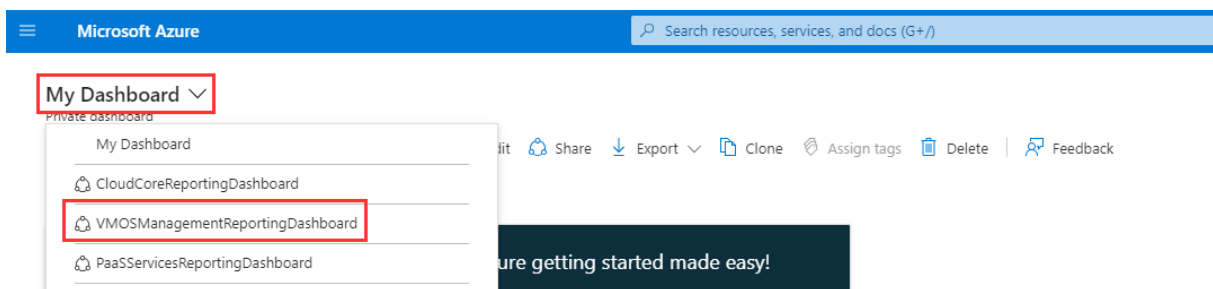 Microsoft Azure
Search resources, services, and docs (G+/)
My Dashboard
Private dashboard
My Dashboard
dit Share Export Clone Assign tags Delete Feedback
CloudCoreReportingDashboard
VMOSManagementReportingDashboard
PaaSServicesReportingDashboard
ure getting started made easy!